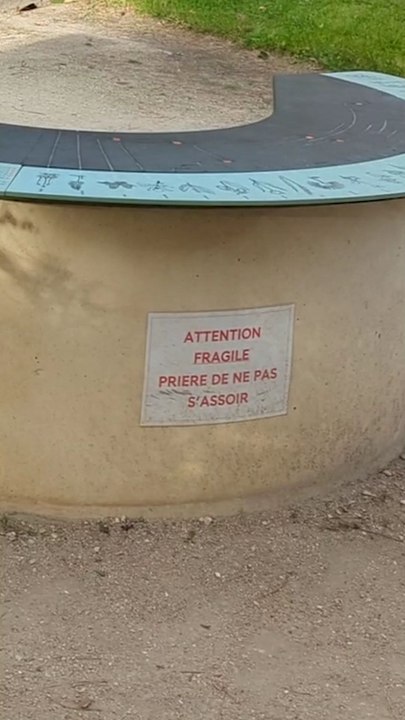 ATTENTION
FRAGILE
PRIERE DE NE PAS
S'ASSOIR